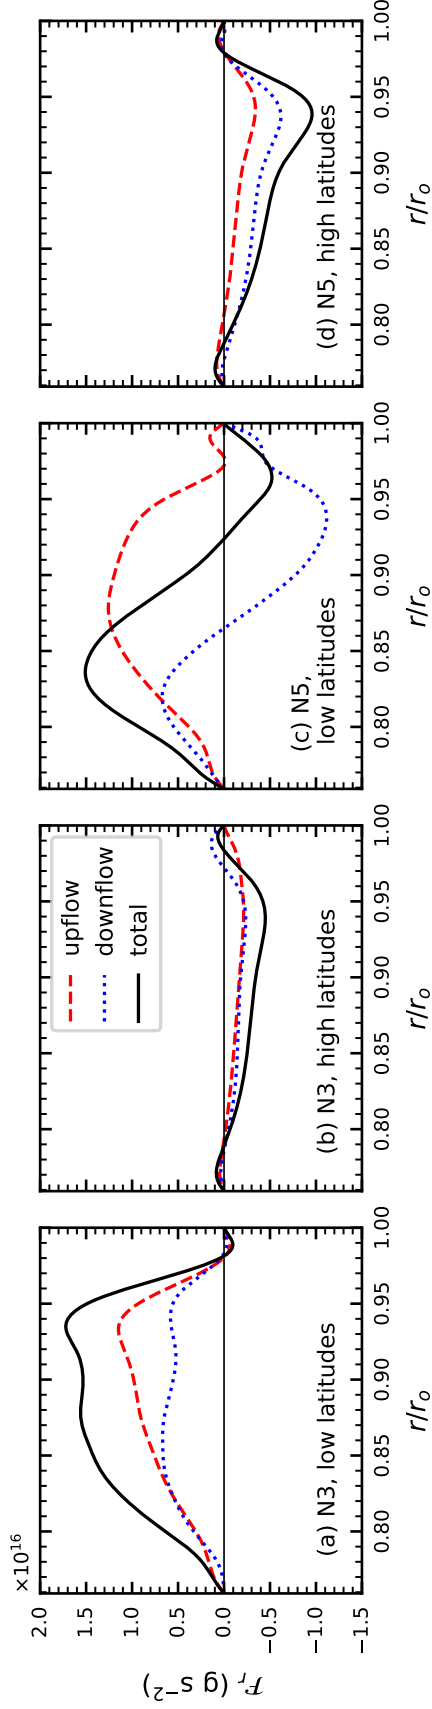 ×10¹⁶
ℱᵣ (g s⁻²)
2.0
1.5
1.0
0.5
0.0
−0.5
−1.0
−1.5
(a) N3, low latitudes
0.80 0.85 0.90 0.95 1.00
r/rₒ
upflow
downflow
total
(b) N3, high latitudes
0.80 0.85 0.90 0.95 1.00
r/rₒ
(c) N5,
low latitudes
0.80 0.85 0.90 0.95 1.00
r/rₒ
(d) N5, high latitudes
0.80 0.85 0.90 0.95 1.00
r/rₒ